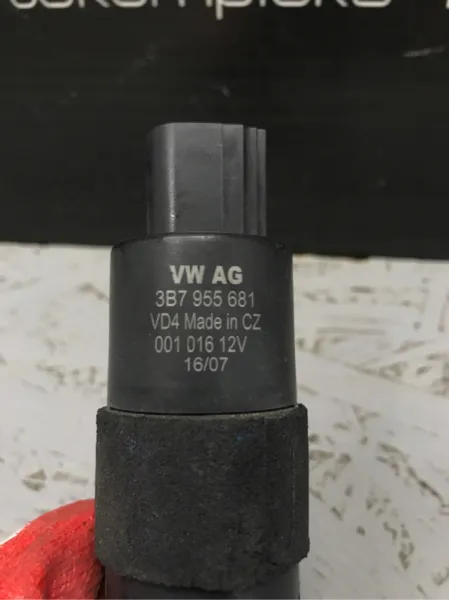 VW AG
3B7 955 681
VD4 Made in CZ
001 016 12V
16/07